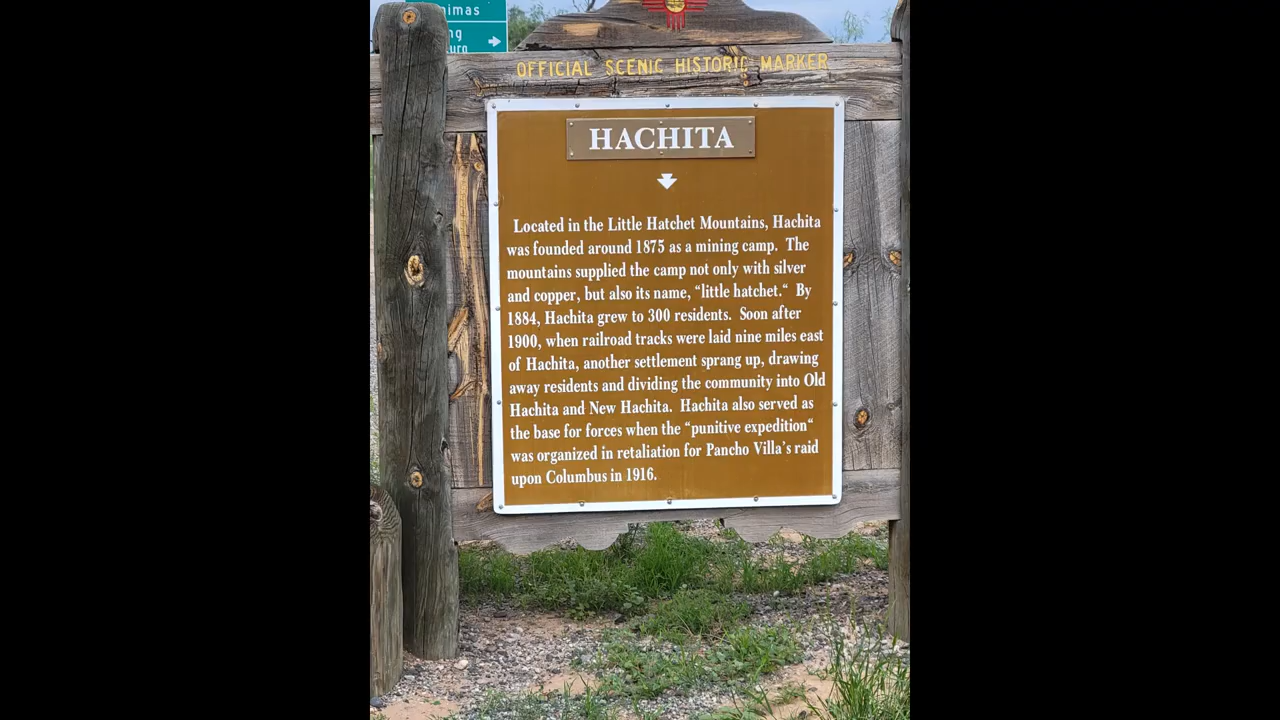 OFFICIAL SCENIC HISTORIC MARKER
HACHITA
Located in the Little Hatchet Mountains, Hachita
was founded around 1875 as a mining camp. The
mountains supplied the camp not only with silver
and copper, but also its name, "little hatchet." By
1884, Hachita grew to 300 residents. Soon after
1900, when railroad tracks were laid nine miles east
of Hachita, another settlement sprang up, drawing
away residents and dividing the community into Old
Hachita and New Hachita. Hachita also served as
the base for forces when the "punitive expedition"
was organized in retaliation for Pancho Villa's raid
upon Columbus in 1916.